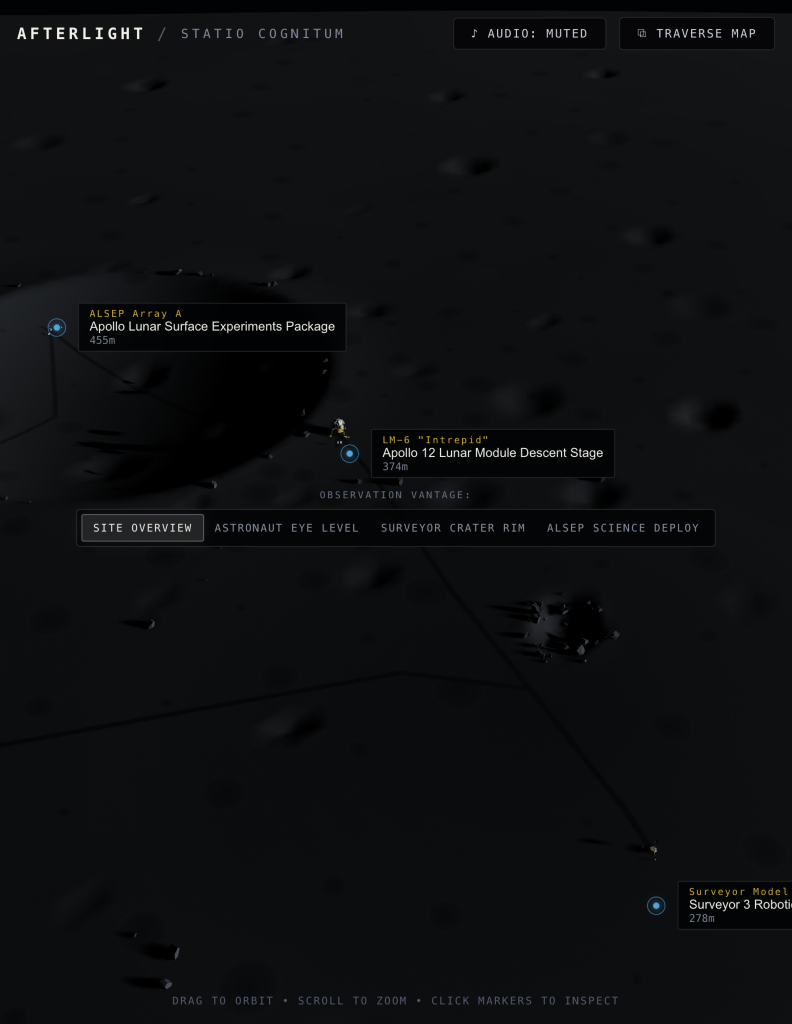 AFTERLIGHT / STATIO COGNITUM
♪ AUDIO: MUTED
TRAVERSE MAP
ALSEP Array A
Apollo Lunar Surface Experiments Package
455m
LM-6 "Intrepid"
Apollo 12 Lunar Module Descent Stage
374m
OBSERVATION VANTAGE:
SITE OVERVIEW ASTRONAUT EYE LEVEL SURVEYOR CRATER RIM ALSEP SCIENCE DEPLOY
Surveyor Model
Surveyor 3
278m
DRAG TO ORBIT • SCROLL TO ZOOM • CLICK MARKERS TO INSPECT